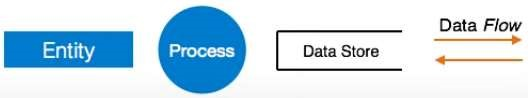 Entity
Process
Data Store
Data Flow